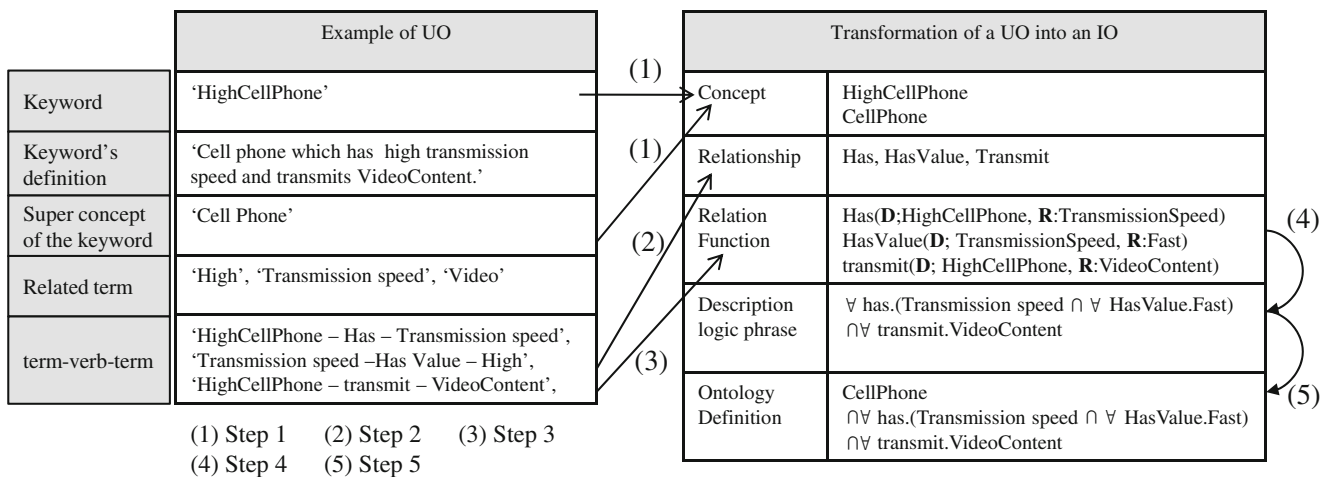 Example of UO
Keyword
'HighCellPhone'
Keyword's
definition
'Cell phone which has high transmission
speed and transmits VideoContent.'
Super concept
of the keyword
'Cell Phone'
Related term
'High', 'Transmission speed', 'Video'
term-verb-term
'HighCellPhone – Has – Transmission speed',
'Transmission speed –Has Value – High',
'HighCellPhone – transmit – VideoContent',
(1)
(1)
(2)
(3)
Transformation of a UO into an IO
Concept
HighCellPhone
CellPhone
Relationship
Has, HasValue, Transmit
Relation
Function
Has(D;HighCellPhone, R:TransmissionSpeed)
HasValue(D; TransmissionSpeed, R:Fast)
transmit(D; HighCellPhone, R:VideoContent)
Description
logic phrase
∀ has.(Transmission speed ∩ ∀ HasValue.Fast)
∩∀ transmit.VideoContent
Ontology
Definition
CellPhone
∩∀ has.(Transmission speed ∩ ∀ HasValue.Fast)
∩∀ transmit.VideoContent
(4)
(5)
(1) Step 1 (2) Step 2 (3) Step 3
(4) Step 4 (5) Step 5